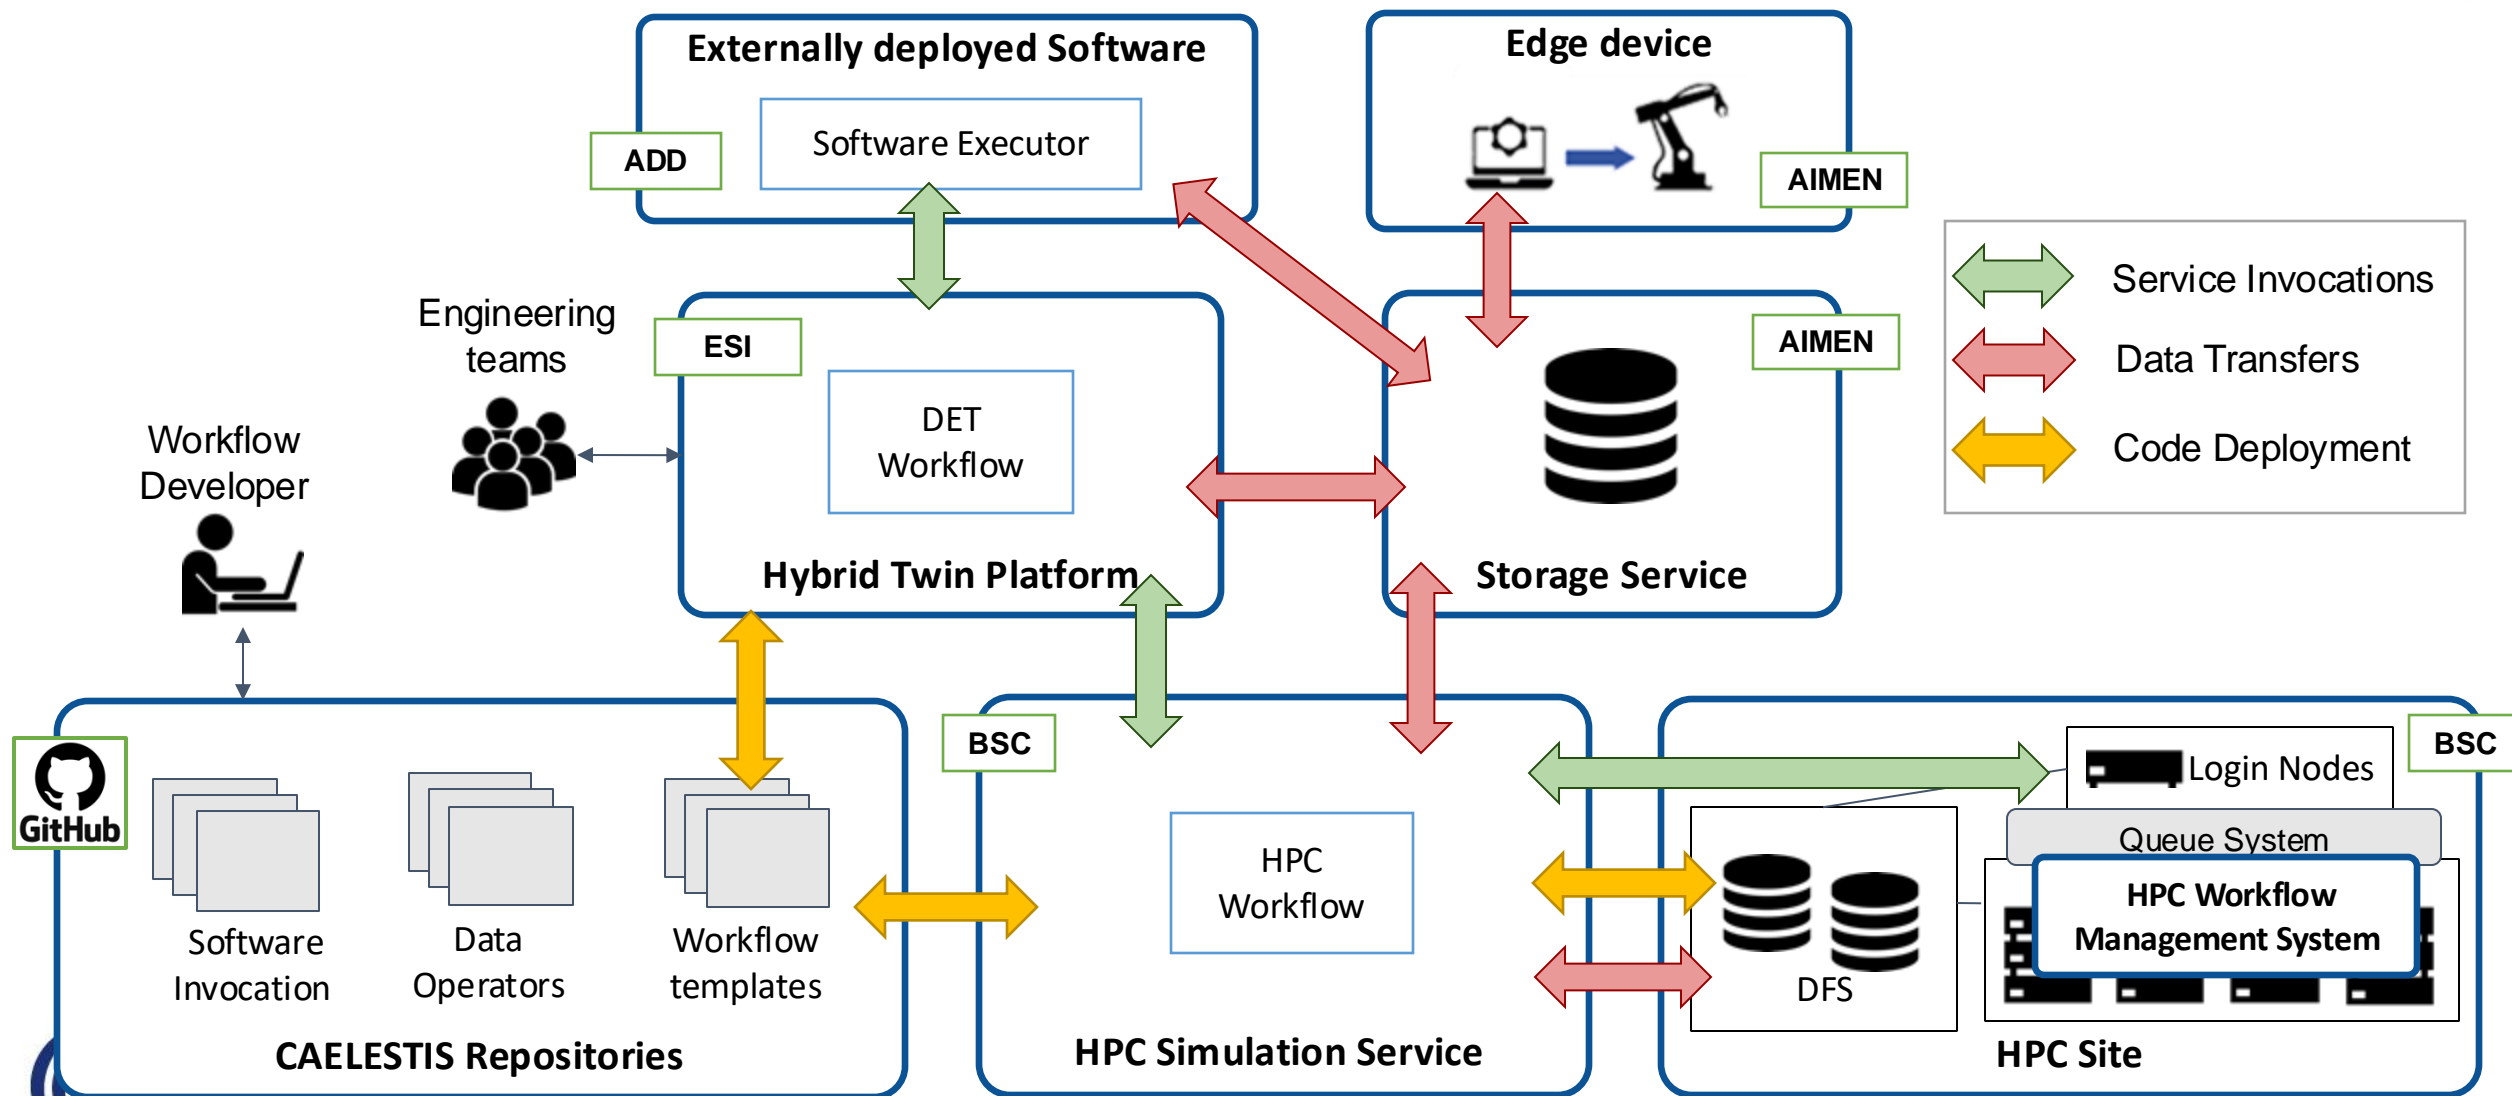 Externally deployed Software
Software Executor
ADD
Edge device
AIMEN
Service Invocations
Data Transfers
Code Deployment
Engineering
teams
ESI
DET
Workflow
Hybrid Twin Platform
AIMEN
Storage Service
Workflow
Developer
GitHub
Software
Invocation
Data
Operators
Workflow
templates
CAELESTIS Repositories
BSC
HPC
Workflow
HPC Simulation Service
BSC
Login Nodes
Queue System
HPC Workflow
Management System
DFS
HPC Site